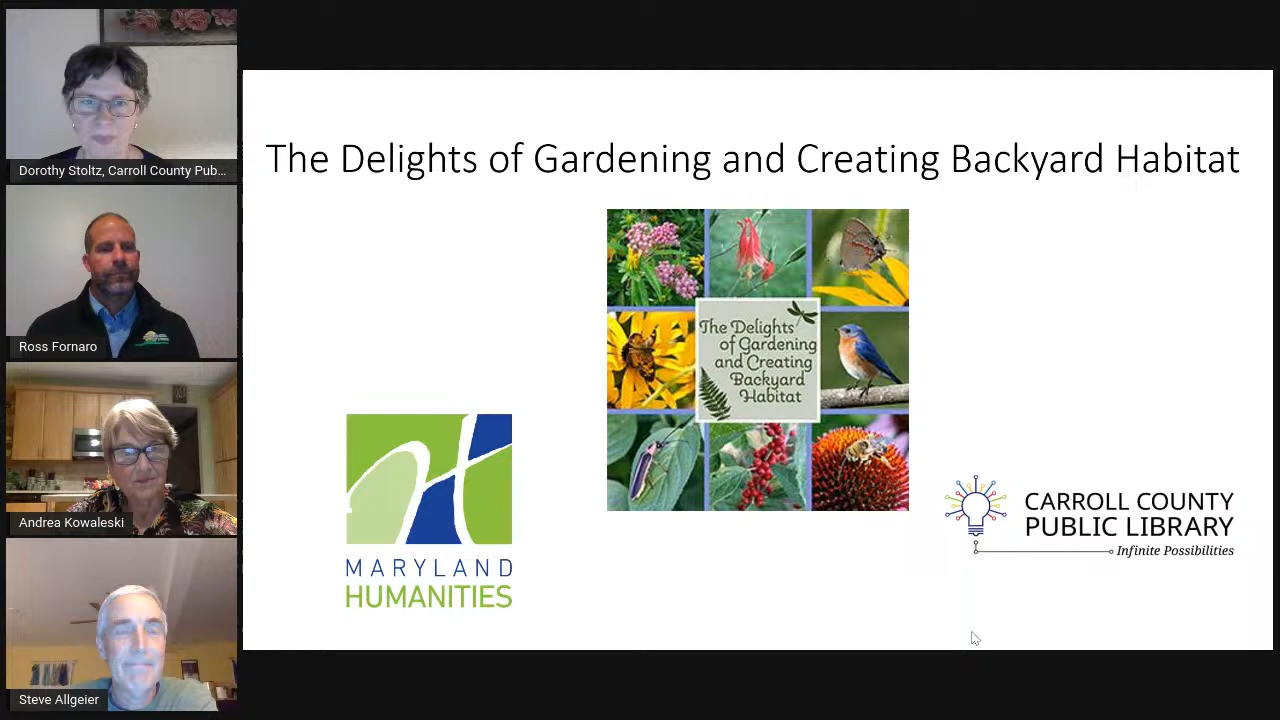 Dorothy Stoltz, Carroll County Pub...
Ross Fornaro
Andrea Kowaleski
Steve Allgeier
The Delights of Gardening and Creating Backyard Habitat
The Delights
of Gardening
and Creating
Backyard
Habitat
MARYLAND
HUMANITIES
CARROLL COUNTY
PUBLIC LIBRARY
Infinite Possibilities